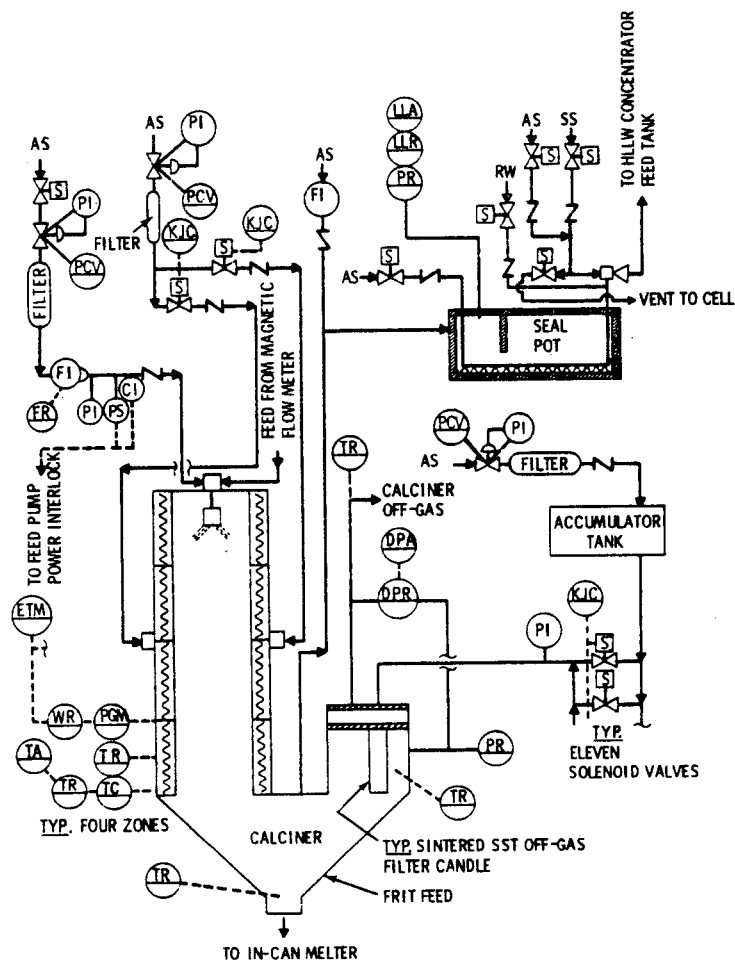 AS
PI
S
PCV
FILTER
AS
PI
PCV
FILTER
KJC
S
KJC
S
FI
FR
PI
PS
CI
TO FEED PUMP
POWER INTERLOCK
FEED FROM MAGNETIC
FLOW METER
AS
FI
LLA
LLR
PR
AS
S
RW
S
AS
S
SS
S
S
TO HLLW CONCENTRATOR
FEED TANK
VENT TO CELL
SEAL
POT
TR
CALCINER
OFF-GAS
DPA
DPR
PCV
PI
AS
FILTER
ACCUMULATOR
TANK
KJC
PI
S
S
TYP.
ELEVEN
SOLENOID VALVES
PR
TR
ETM
WR
PGM
TA
TR
TR
TC
TYP. FOUR ZONES
CALCINER
TYP. SINTERED SST OFF-GAS
FILTER CANDLE
FRIT FEED
TR
TO IN-CAN MELTER